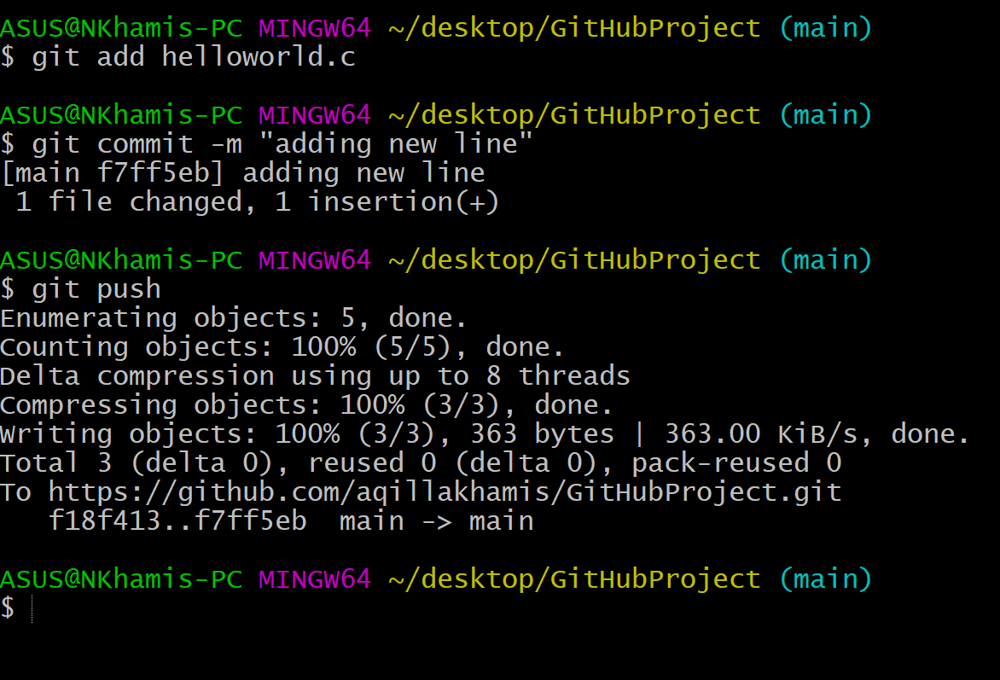 ASUS@NKhamis-PC MINGW64 ~/desktop/GitHubProject (main)
$ git add helloworld.c
ASUS@NKhamis-PC MINGW64 ~/desktop/GitHubProject (main)
$ git commit -m "adding new line"
[main f7ff5eb] adding new line
 1 file changed, 1 insertion(+)
ASUS@NKhamis-PC MINGW64 ~/desktop/GitHubProject (main)
$ git push
Enumerating objects: 5, done.
Counting objects: 100% (5/5), done.
Delta compression using up to 8 threads
Compressing objects: 100% (3/3), done.
Writing objects: 100% (3/3), 363 bytes | 363.00 KiB/s, done.
Total 3 (delta 0), reused 0 (delta 0), pack-reused 0
To https://github.com/aqillakhamis/GitHubProject.git
   f18f413..f7ff5eb  main -> main
ASUS@NKhamis-PC MINGW64 ~/desktop/GitHubProject (main)
$